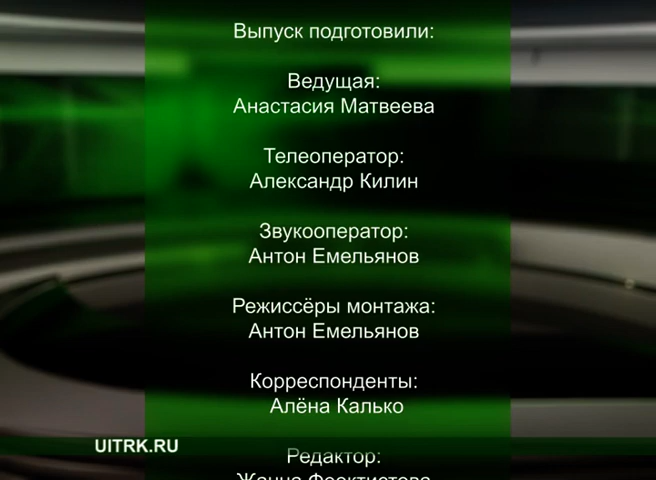 Выпуск подготовили:
Ведущая:
Анастасия Матвеева
Телеоператор:
Александр Килин
Звукооператор:
Антон Емельянов
Режиссёры монтажа:
Антон Емельянов
Корреспонденты:
Алёна Калько
UITRK.RU
Редактор: